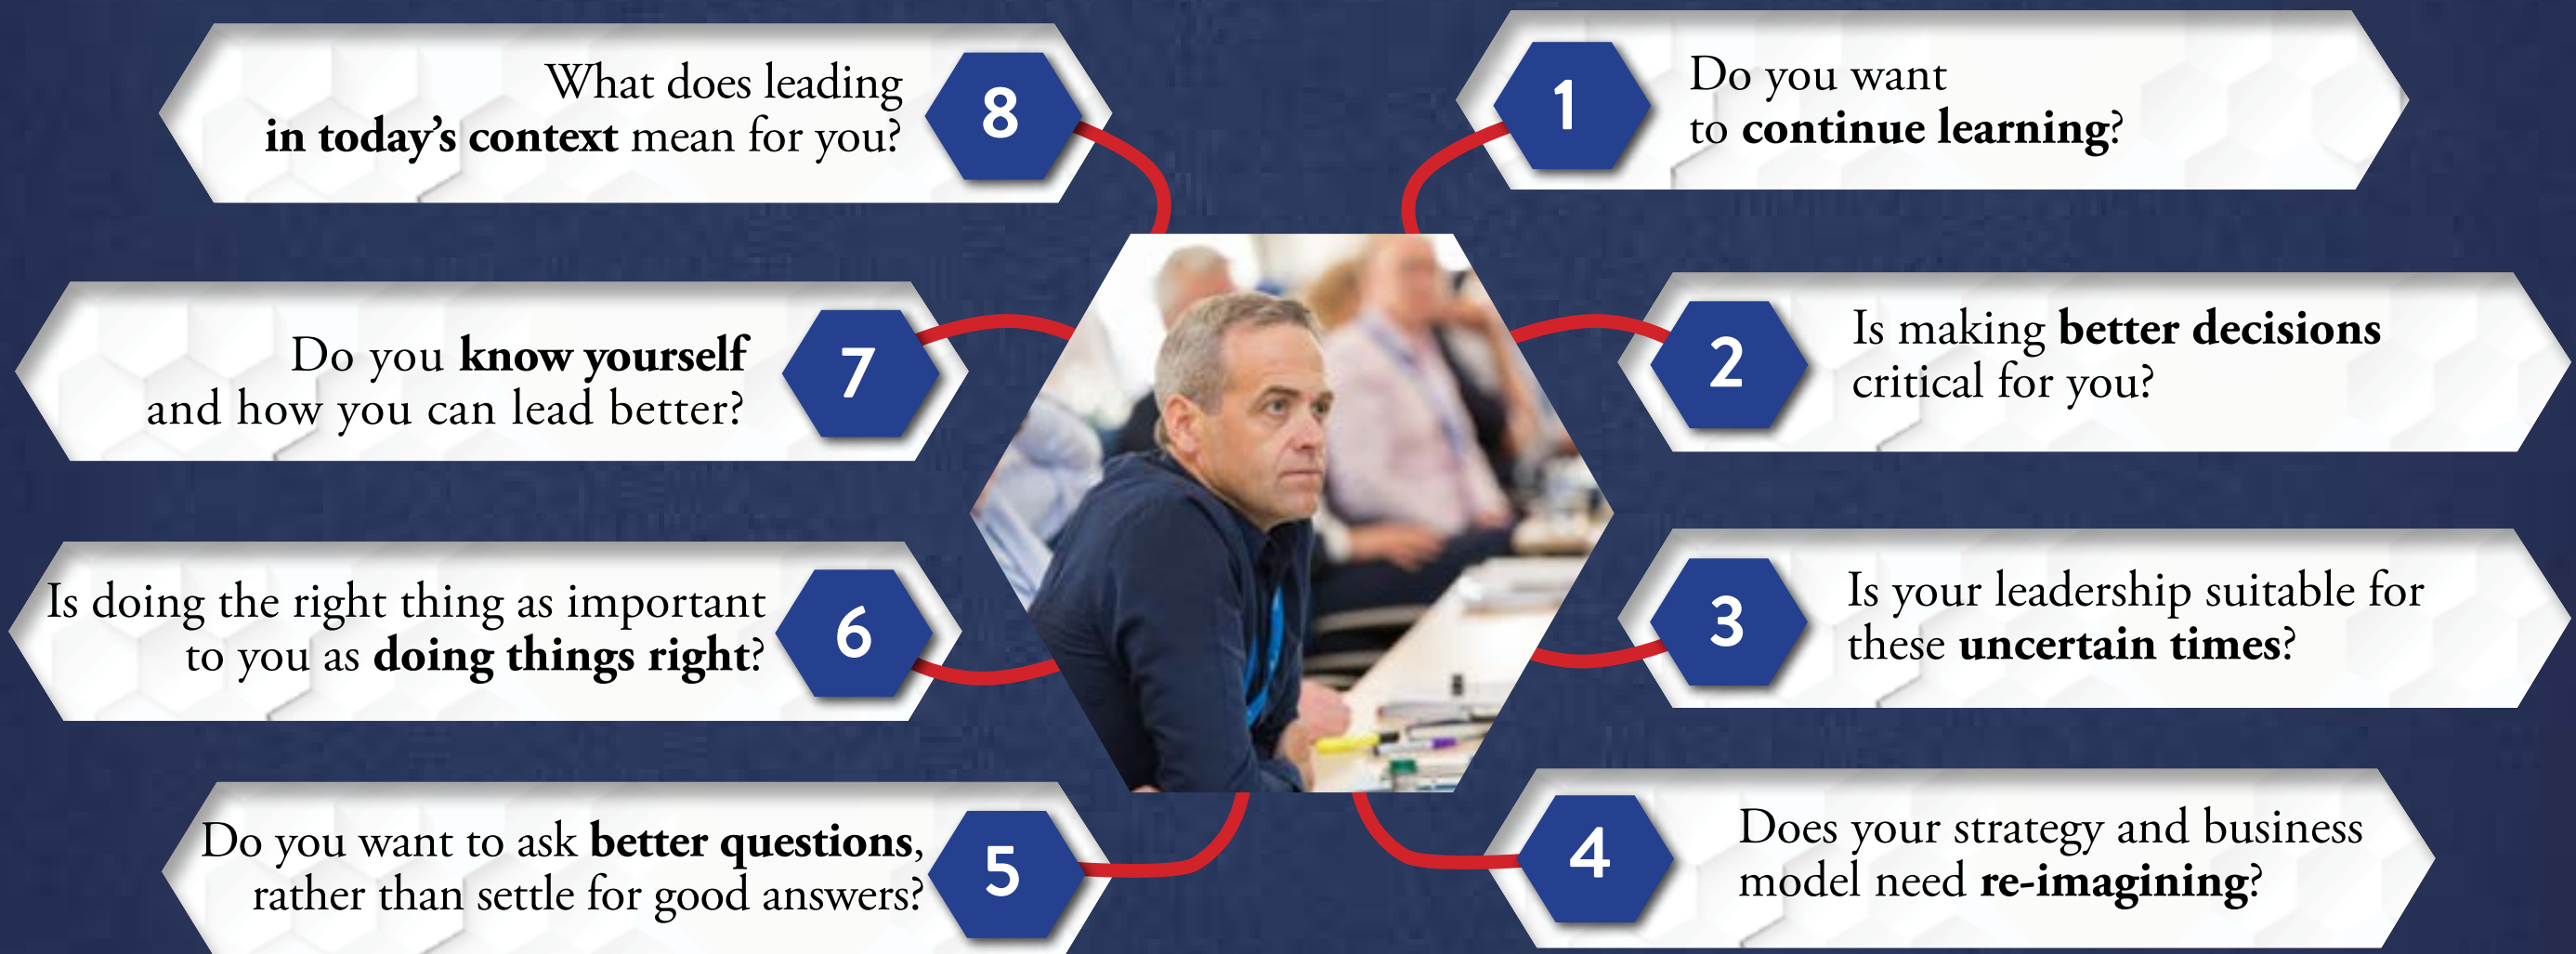 1
Do you want
to continue learning?
2
Is making better decisions
critical for you?
3
Is your leadership suitable for
these uncertain times?
4
Does your strategy and business
model need re-imagining?
5
Do you want to ask better questions,
rather than settle for good answers?
6
Is doing the right thing as important
to you as doing things right?
7
Do you know yourself
and how you can lead better?
8
What does leading
in today’s context mean for you?